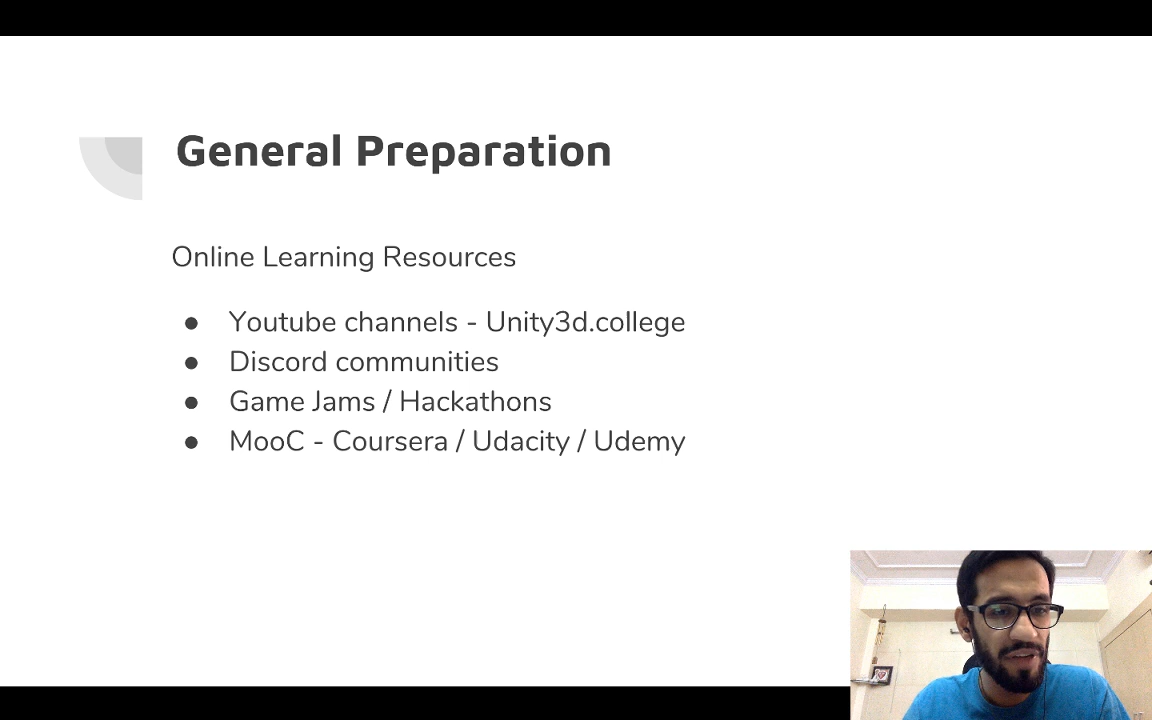 General Preparation
Online Learning Resources
● Youtube channels - Unity3d.college
● Discord communities
● Game Jams / Hackathons
● MooC - Coursera / Udacity / Udemy